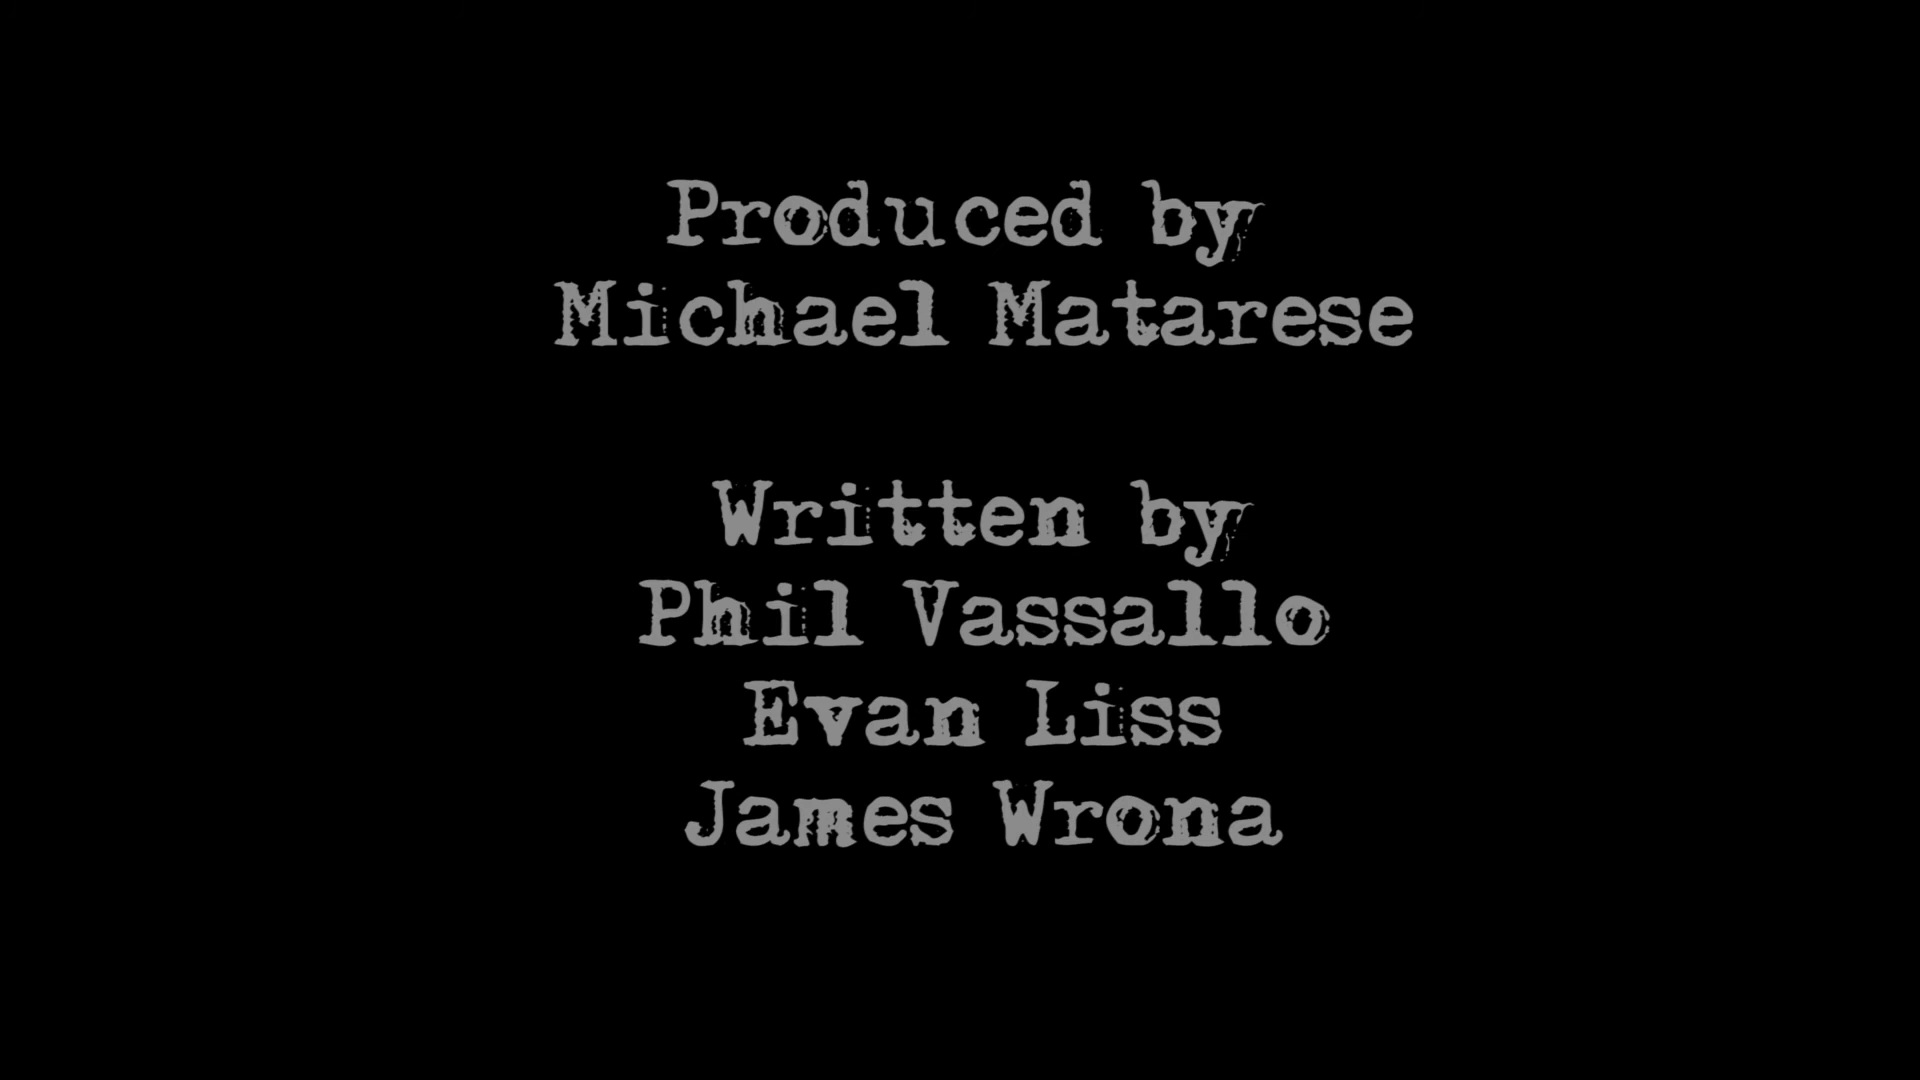 Produced by
Michael Matarese
Written by
Phil Vassallo
Evan Liss
James Wrona